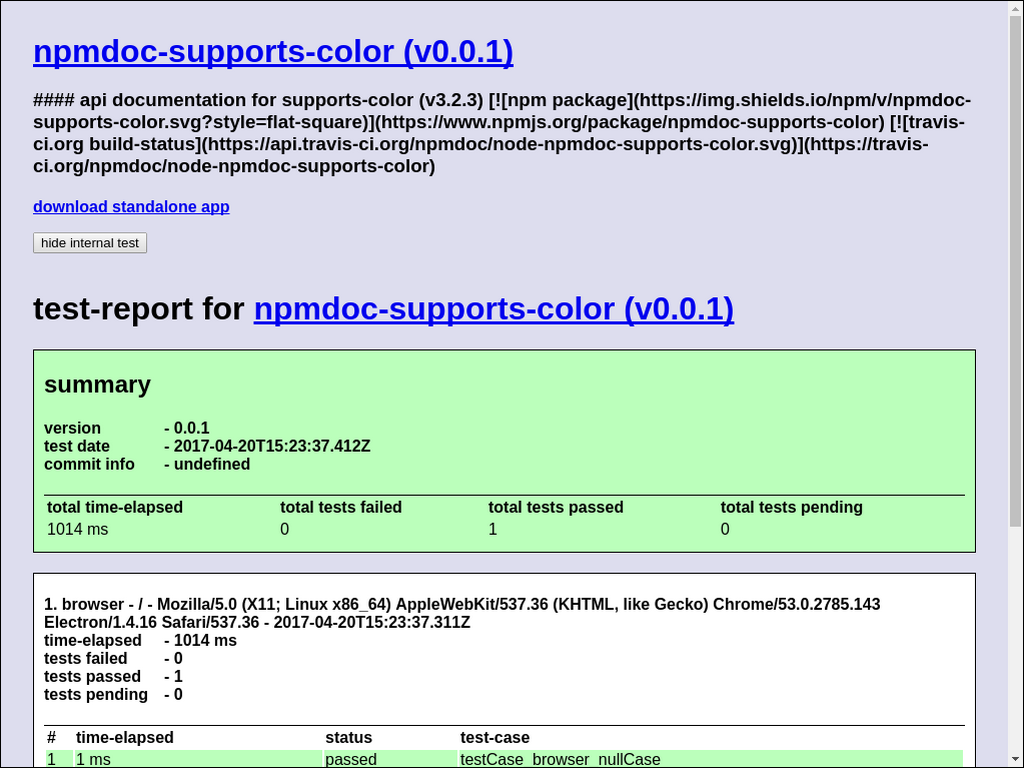 npmdoc-supports-color (v0.0.1)
#### api documentation for supports-color (v3.2.3) [![npm package](https://img.shields.io/npm/v/npmdoc-
supports-color.svg?style=flat-square)](https://www.npmjs.org/package/npmdoc-supports-color) [![travis-
ci.org build-status](https://api.travis-ci.org/npmdoc/node-npmdoc-supports-color.svg)](https://travis-
ci.org/npmdoc/node-npmdoc-supports-color)
download standalone app
hide internal test
test-report for npmdoc-supports-color (v0.0.1)
summary
version - 0.0.1
test date - 2017-04-20T15:23:37.412Z
commit info - undefined
total time-elapsed total tests failed total tests passed total tests pending
1014 ms 0 1 0
1. browser - / - Mozilla/5.0 (X11; Linux x86_64) AppleWebKit/537.36 (KHTML, like Gecko) Chrome/53.0.2785.143
Electron/1.4.16 Safari/537.36 - 2017-04-20T15:23:37.311Z
time-elapsed - 1014 ms
tests failed - 0
tests passed - 1
tests pending - 0
# time-elapsed status test-case
1 1 ms passed testCase_browser_nullCase